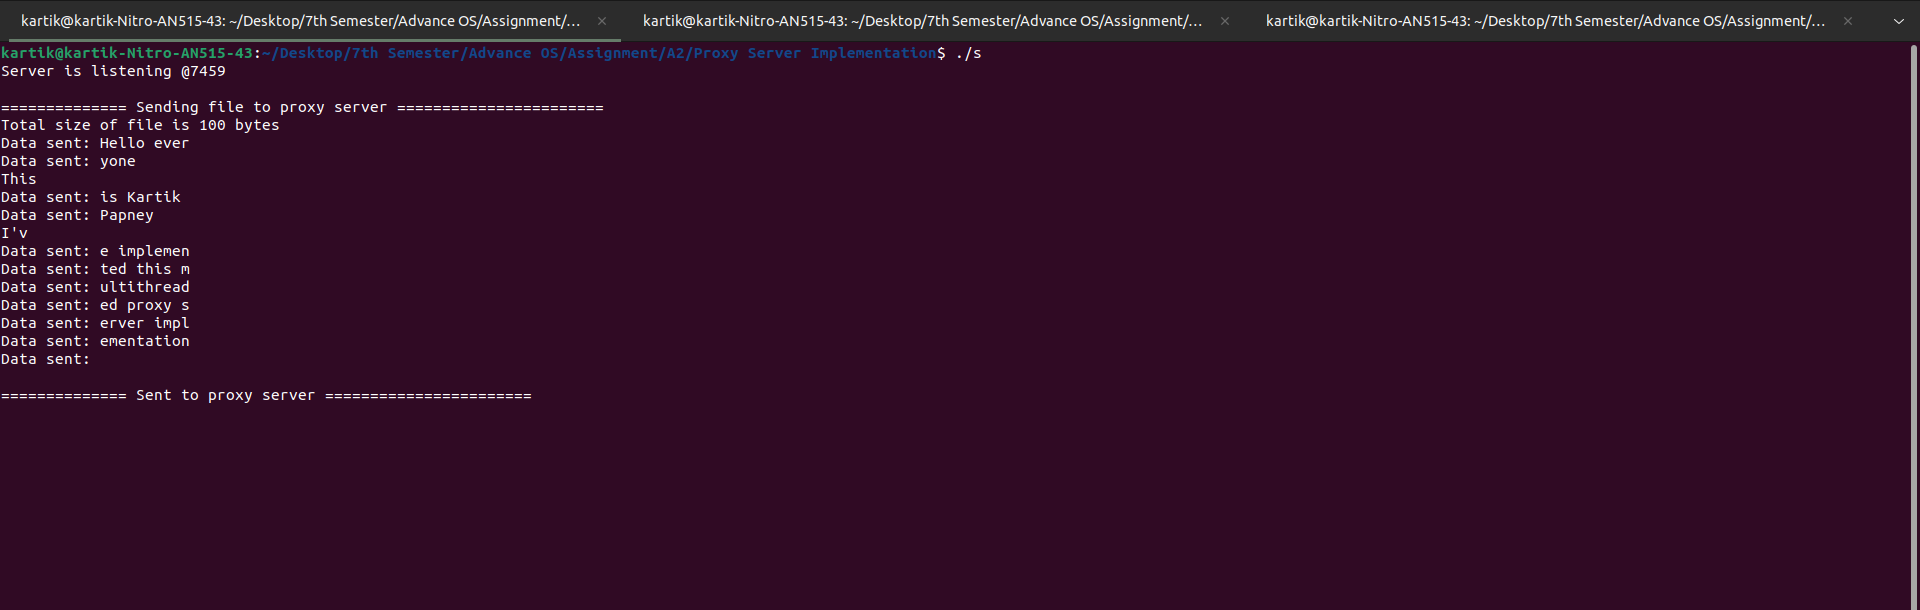 kartik@kartik-Nitro-AN515-43: ~/Desktop/7th Semester/Advance OS/Assignment/... × kartik@kartik-Nitro-AN515-43: ~/Desktop/7th Semester/Advance OS/Assignment/... × kartik@kartik-Nitro-AN515-43: ~/Desktop/7th Semester/Advance OS/Assignment/... ×
kartik@kartik-Nitro-AN515-43:~/Desktop/7th Semester/Advance OS/Assignment/A2/Proxy Server Implementation$ ./s
Server is listening @7459
============== Sending file to proxy server =======================
Total size of file is 100 bytes
Data sent: Hello ever
Data sent: yone
This
Data sent: is Kartik
Data sent: Papney
I'v
Data sent: e implemen
Data sent: ted this m
Data sent: ultithread
Data sent: ed proxy s
Data sent: erver impl
Data sent: ementation
Data sent:
============== Sent to proxy server =======================